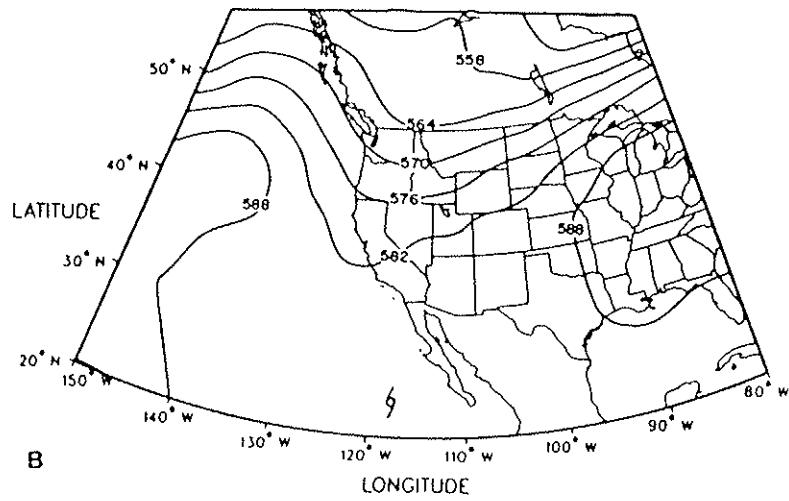 50° N
558
564
40° N
570
576
588
LATITUDE
588
30° N
582
20° N
150° W
140° W
130° W
120° W
110° W
100° W
90° W
80° W
B
LONGITUDE